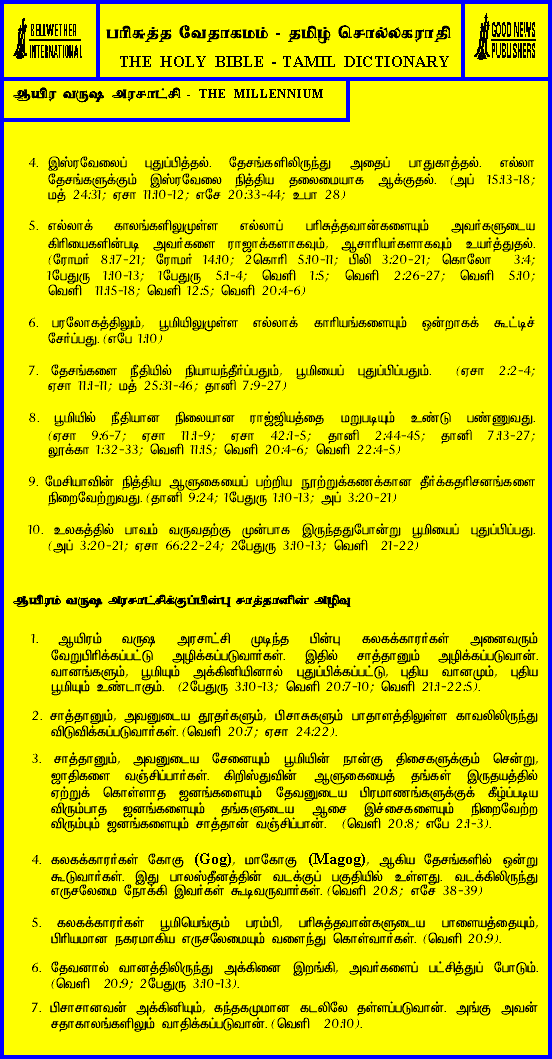 BELLWETHER
INTERNATIONAL
பரிசுத்த வேதாகமம் - தமிழ் சொல்லகராதி
THE HOLY BIBLE - TAMIL DICTIONARY
GOOD NEWS
PUBLISHERS
ஆயிர வருஷ அரசாட்சி - THE MILLENNIUM
4. இஸ்ரவேலைப் புதுப்பித்தல். தேசங்களிலிருந்து அதைப் பாதுகாத்தல். எல்லா
தேசங்களுக்கும் இஸ்ரவேலை நித்திய தலைமையாக ஆக்குதல். (அப் 15:13-18;
மத் 24:31; ஏசா 11:10-12; எசே 20:33-44; உபா 28)
5. எல்லாக் காலங்களிலுமுள்ள எல்லாப் பரிசுத்தவான்களையும் அவர்களுடைய
கிரியைகளின்படி அவர்களை ராஜாக்களாகவும், ஆசாரியர்களாகவும் உயர்த்துதல்.
(ரோமர் 8:17-21; ரோமர் 14:10; 2கொரி 5:10-11; பிலி 3:20-21; கொலோ 3:4;
1பேதுரு 1:10-13; 1பேதுரு 5:1-4; வெளி 1:5; வெளி 2:26-27; வெளி 5:10;
வெளி 11:15-18; வெளி 12:5; வெளி 20:4-6)
6. பரலோகத்திலும், பூமியிலுமுள்ள எல்லாக் காரியங்களையும் ஒன்றாகக் கூட்டிச்
சேர்ப்பது. (எபே 1:10)
7. தேசங்களை நீதியில் நியாயந்தீர்ப்பதும், பூமியைப் புதுப்பிப்பதும். (ஏசா 2:2-4;
ஏசா 11:1-11; மத் 25:31-46; தானி 7:9-27)
8. பூமியில் நீதியான நிலையான ராஜ்ஜியத்தை மறுபடியும் உண்டு பண்ணுவது.
(ஏசா 9:6-7; ஏசா 11:1-9; ஏசா 42:1-5; தானி 2:44-45; தானி 7:13-27;
லூக்கா 1:32-33; வெளி 11:15; வெளி 20:4-6; வெளி 22:4-5)
9. மேசியாவின் நித்திய ஆளுகையைப் பற்றிய நூற்றுக்கணக்கான தீர்க்கதரிசனங்களை
நிறைவேற்றுவது. (தானி 9:24; 1பேதுரு 1:10-13; அப் 3:20-21)
10. உலகத்தில் பாவம் வருவதற்கு முன்பாக இருந்ததுபோன்று பூமியைப் புதுப்பிப்பது.
(அப் 3:20-21; ஏசா 66:22-24; 2பேதுரு 3:10-13; வெளி 21-22)
ஆயிரம் வருஷ அரசாட்சிக்குப்பின்பு சாத்தானின் அழிவு
1. ஆயிரம் வருஷ அரசாட்சி முடிந்த பின்பு கலகக்காரர்கள் அனைவரும்
வேறுபிரிக்கப்பட்டு அழிக்கப்படுவார்கள். இதில் சாத்தானும் அழிக்கப்படுவான்.
வானங்களும், பூமியும் அக்கினியினால் புதுப்பிக்கப்பட்டு, புதிய வானமும், புதிய
பூமியும் உண்டாகும். (2பேதுரு 3:10-13; வெளி 20:7-10; வெளி 21:1-22:5).
2. சாத்தானும், அவனுடைய தூதர்களும், பிசாசுகளும் பாதாளத்திலுள்ள காவலிலிருந்து
விடுவிக்கப்படுவார்கள். (வெளி 20:7; ஏசா 24:22).
3. சாத்தானும், அவனுடைய சேனையும் பூமியின் நான்கு திசைகளுக்கும் சென்று,
ஜாதிகளை வஞ்சிப்பார்கள். கிறிஸ்துவின் ஆளுகையைத் தங்கள் இருதயத்தில்
ஏற்றுக் கொள்ளாத ஜனங்களையும் தேவனுடைய பிரமாணங்களுக்குக் கீழ்ப்படிய
விரும்பாத ஜனங்களையும் தங்களுடைய ஆசை இச்சைகளையும் நிறைவேற்ற
விரும்பும் ஜனங்களையும் சாத்தான் வஞ்சிப்பான். (வெளி 20:8; எபே 2:1-3).
4. கலகக்காரர்கள் கோகு (Gog), மாகோகு (Magog), ஆகிய தேசங்களில் ஒன்று
கூடுவார்கள். இது பாலஸ்தீனத்தின் வடக்குப் பகுதியில் உள்ளது. வடக்கிலிருந்து
எருசலேமை நோக்கி இவர்கள் கூடிவருவார்கள். (வெளி 20:8; எசே 38-39)
5. கலகக்காரர்கள் பூமியெங்கும் பரம்பி, பரிசுத்தவான்களுடைய பாளையத்தையும்,
பிரியமான நகரமாகிய எருசலேமையும் வளைந்து கொள்வார்கள். (வெளி 20:9).
6. தேவனால் வானத்திலிருந்து அக்கினை இறங்கி, அவர்களைப் பட்சித்துப் போடும்.
(வெளி 20:9; 2பேதுரு 3:10-13).
7. பிசாசானவன் அக்கினியும், கந்தகமுமான கடலிலே தள்ளப்படுவான். அங்கு அவன்
சதாகாலங்களிலும் வாதிக்கப்படுவான். (வெளி 20:10).